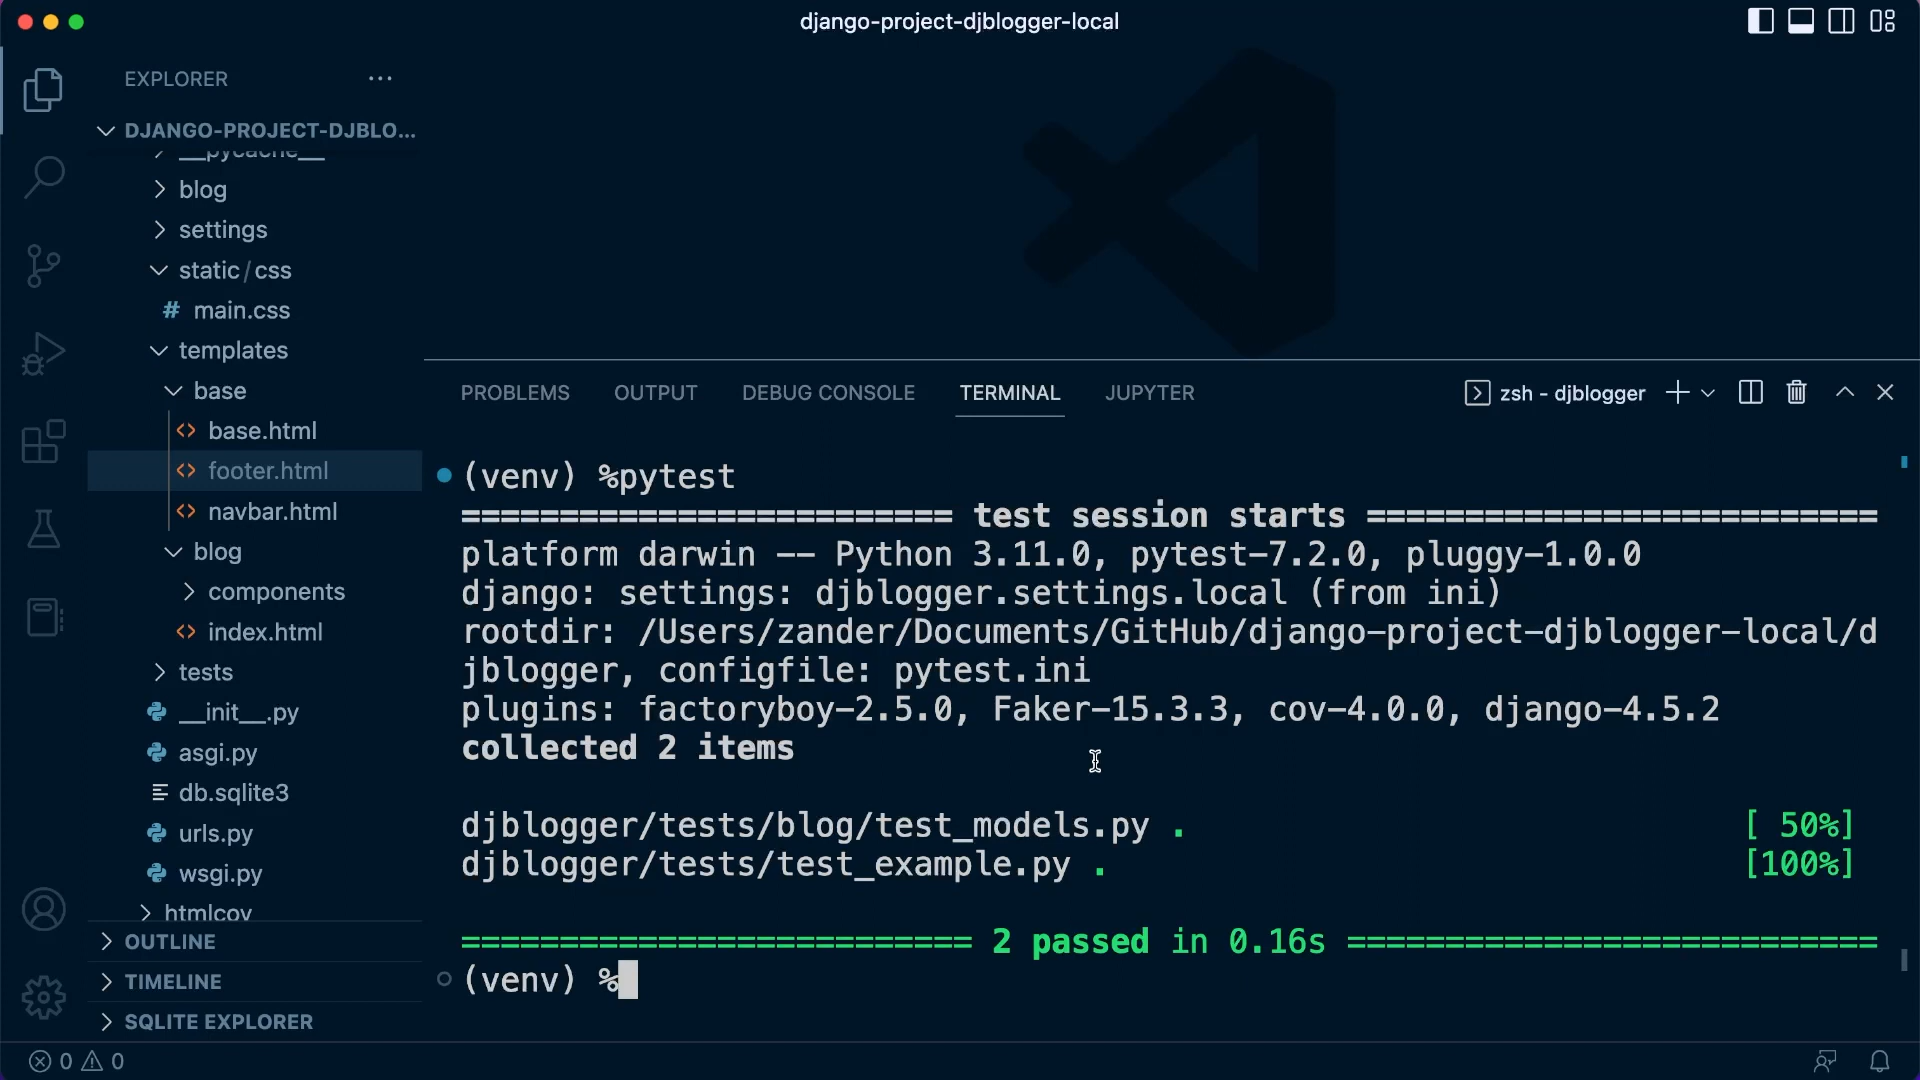 django-project-djblogger-local
EXPLORER
DJANGO-PROJECT-DJBLO...
__pycache__
blog
settings
static/css
# main.css
templates
base
<> base.html
<> footer.html
<> navbar.html
blog
components
<> index.html
tests
__init__.py
asgi.py
db.sqlite3
urls.py
wsgi.py
htmlcov
OUTLINE
TIMELINE
SQLITE EXPLORER
PROBLEMS OUTPUT DEBUG CONSOLE TERMINAL JUPYTER zsh - djblogger
(venv) %pytest
========================= test session starts ==========================
platform darwin -- Python 3.11.0, pytest-7.2.0, pluggy-1.0.0
django: settings: djblogger.settings.local (from ini)
rootdir: /Users/zander/Documents/GitHub/django-project-djblogger-local/d
jblogger, configfile: pytest.ini
plugins: factoryboy-2.5.0, Faker-15.3.3, cov-4.0.0, django-4.5.2
collected 2 items
djblogger/tests/blog/test_models.py . [ 50%]
djblogger/tests/test_example.py . [100%]
========================== 2 passed in 0.16s ===========================
(venv) %
0 0